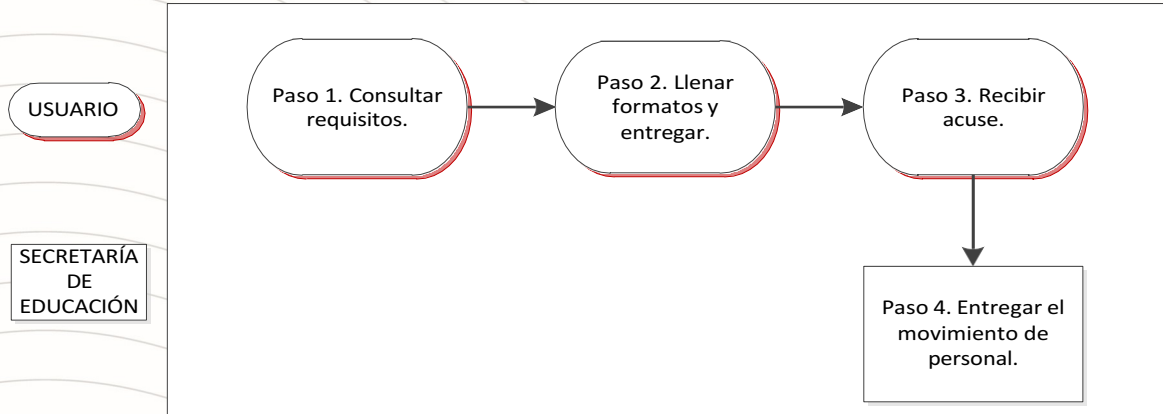 USUARIO
Paso 1. Consultar
requisitos.
Paso 2. Llenar
formatos y
entregar.
Paso 3. Recibir
acuse.
SECRETARÍA
DE
EDUCACIÓN
Paso 4. Entregar el
movimiento de
personal.